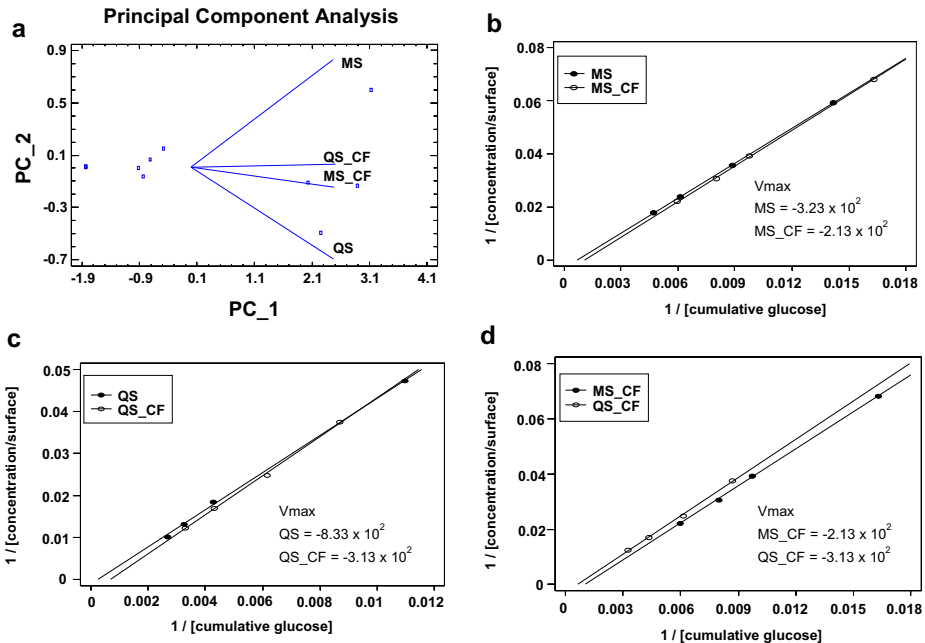 Principal Component Analysis
a
0.9
0.5
0.1
-0.3
-0.7
PC_2
MS
QS_CF
MS_CF
QS
-1.9 -0.9 0.1 1.1 2.1 3.1 4.1
PC_1
b
0.08
0.06
0.04
0.02
0
1 / [concentration/surface]
MS
MS_CF
Vmax
MS = -3.23 x 10²
MS_CF = -2.13 x 10²
0 0.003 0.006 0.009 0.012 0.015 0.018
1 / [cumulative glucose]
c
0.05
0.04
0.03
0.02
0.01
0
1 / [concentration/surface]
QS
QS_CF
Vmax
QS = -8.33 x 10²
QS_CF = -3.13 x 10²
0 0.002 0.004 0.006 0.008 0.01 0.012
1 / [cumulative glucose]
d
0.08
0.06
0.04
0.02
0
1 / [concentration/surface]
MS_CF
QS_CF
Vmax
MS_CF = -2.13 x 10²
QS_CF = -3.13 x 10²
0 0.003 0.006 0.009 0.012 0.015 0.018
1 / [cumulative glucose]